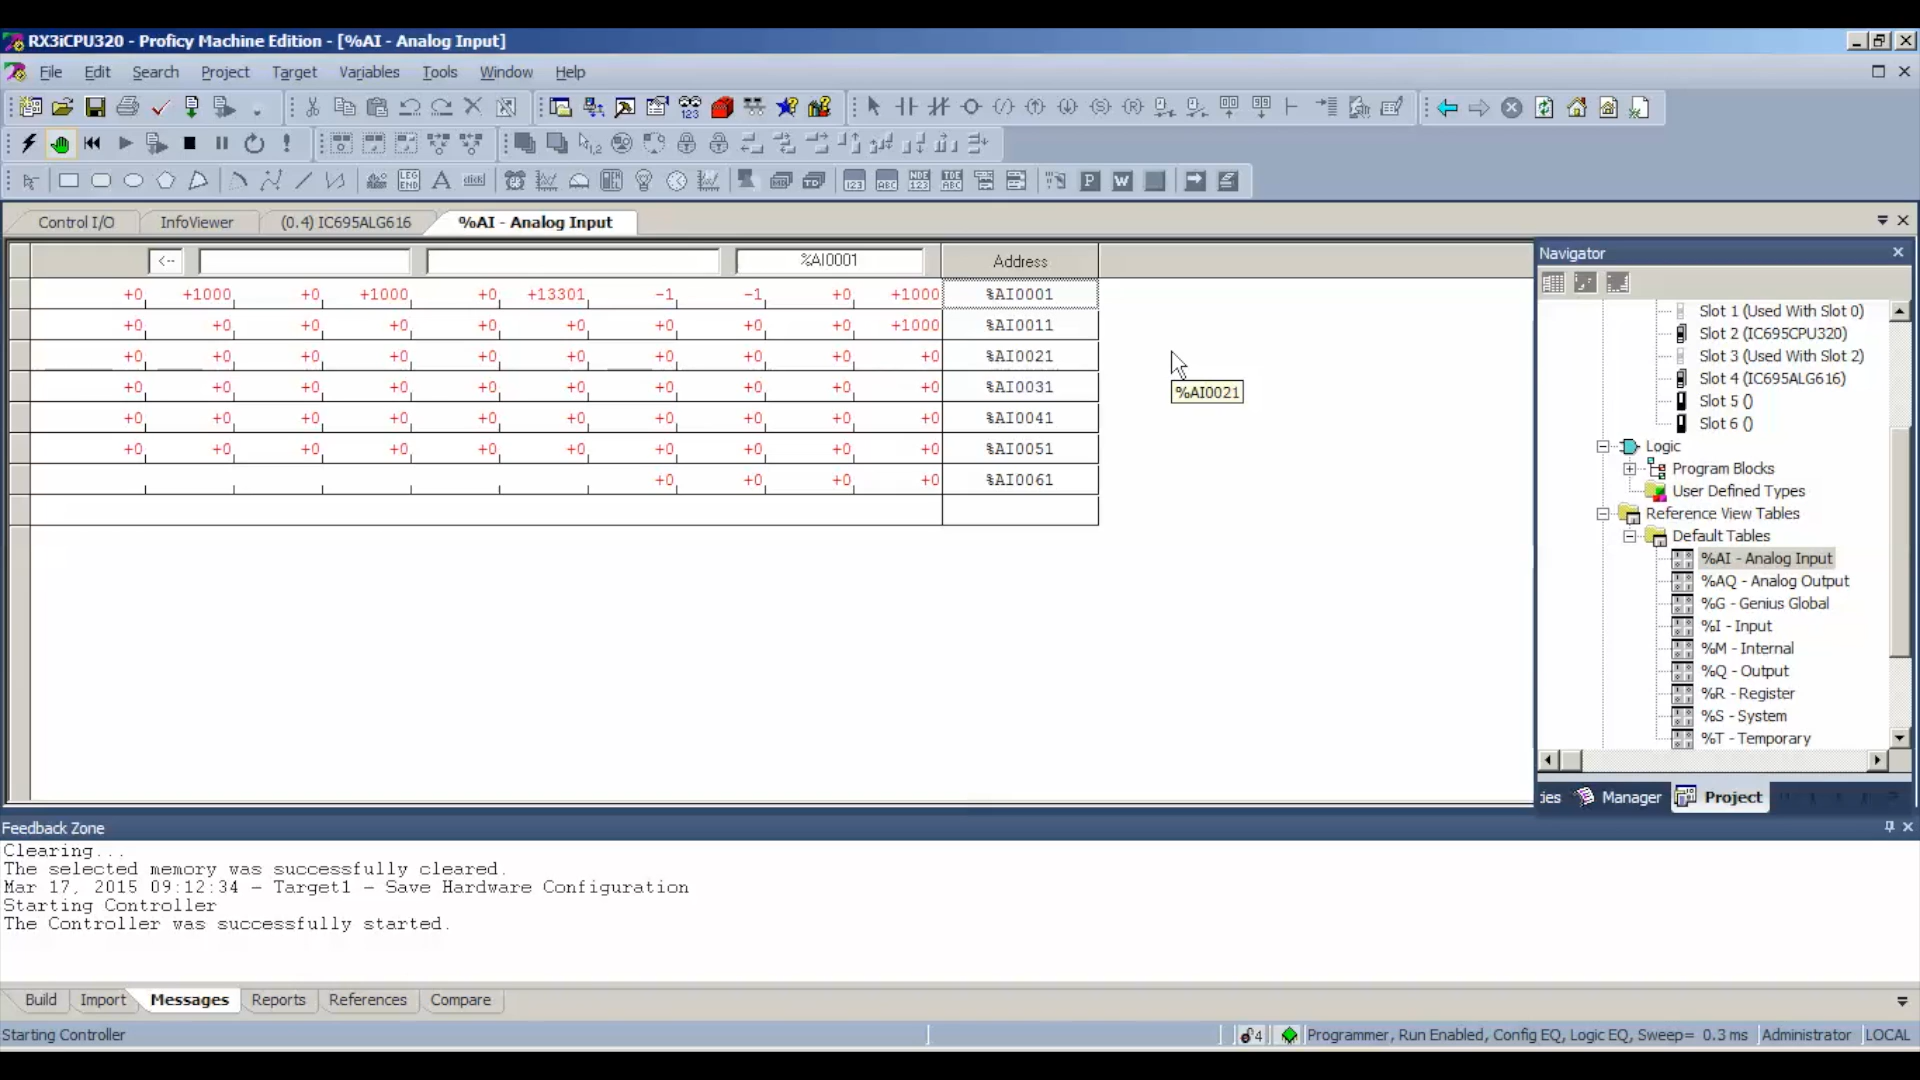 RX3iCPU320 - Proficy Machine Edition - [%AI - Analog Input]
File Edit Search Project Target Variables Tools Window Help
Control I/O InfoViewer (0.4) IC695ALG616 %AI - Analog Input
<-- %AI0001 Address
+0 +1000 +0 +1000 +0 +13301 -1 -1 +0 +1000 %AI0001
+0 +0 +0 +0 +0 +0 +0 +0 +0 +1000 %AI0011
+0 +0 +0 +0 +0 +0 +0 +0 +0 +0 %AI0021
+0 +0 +0 +0 +0 +0 +0 +0 +0 +0 %AI0031
+0 +0 +0 +0 +0 +0 +0 +0 +0 +0 %AI0041
+0 +0 +0 +0 +0 +0 +0 +0 +0 +0 %AI0051
+0 +0 +0 +0 %AI0061
%AI0021
Navigator
Slot 1 (Used With Slot 0)
Slot 2 (IC695CPU320)
Slot 3 (Used With Slot 2)
Slot 4 (IC695ALG616)
Slot 5 ()
Slot 6 ()
Logic
Program Blocks
User Defined Types
Reference View Tables
Default Tables
%AI - Analog Input
%AQ - Analog Output
%G - Genius Global
%I - Input
%M - Internal
%Q - Output
%R - Register
%S - System
%T - Temporary
ties Manager Project
Feedback Zone
Clearing...
The selected memory was successfully cleared.
Mar 17, 2015 09:12:34 - Target1 - Save Hardware Configuration
Starting Controller
The Controller was successfully started.
Build Import Messages Reports References Compare
Starting Controller 4 Programmer, Run Enabled, Config EQ, Logic EQ, Sweep= 0.3 ms Administrator LOCAL